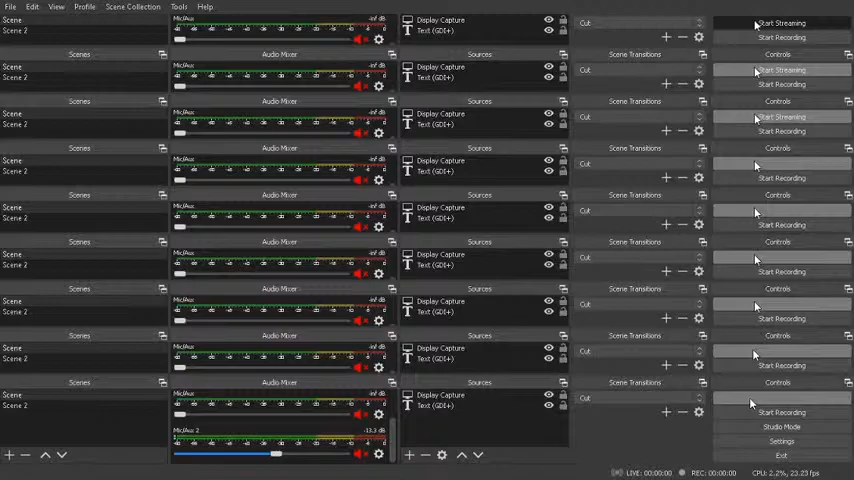 File Edit View Profile Scene Collection Tools Help
Scene Mic/Aux -inf dB Display Capture Cut Start Streaming
Scene 2 Text (GDI+) Start Recording
Scenes Audio Mixer Sources Scene Transitions Controls
Scene Mic/Aux -inf dB Display Capture Cut Start Streaming
Scene 2 Text (GDI+) Start Recording
Scenes Audio Mixer Sources Scene Transitions Controls
Scene Mic/Aux -inf dB Display Capture Cut Start Streaming
Scene 2 Text (GDI+) Start Recording
Scenes Audio Mixer Sources Scene Transitions Controls
Scene Mic/Aux -inf dB Display Capture Cut
Scene 2 Text (GDI+) Start Recording
Scenes Audio Mixer Sources Scene Transitions Controls
Scene Mic/Aux -inf dB Display Capture Cut
Scene 2 Text (GDI+) Start Recording
Scenes Audio Mixer Sources Scene Transitions Controls
Scene Mic/Aux -inf dB Display Capture Cut
Scene 2 Text (GDI+) Start Recording
Scenes Audio Mixer Sources Scene Transitions Controls
Scene Mic/Aux -inf dB Display Capture Cut
Scene 2 Text (GDI+) Start Recording
Scenes Audio Mixer Sources Scene Transitions Controls
Scene Mic/Aux -inf dB Display Capture Cut
Scene 2 Text (GDI+) Start Recording
Scenes Audio Mixer Sources Scene Transitions Controls
Scene Mic/Aux -inf dB Display Capture Cut
Scene 2 Text (GDI+) Start Recording
Mic/Aux 2 -13.3 dB Studio Mode
Settings
Exit
LIVE: 00:00:00 REC: 00:00:00 CPU: 2.2%, 23.23 fps